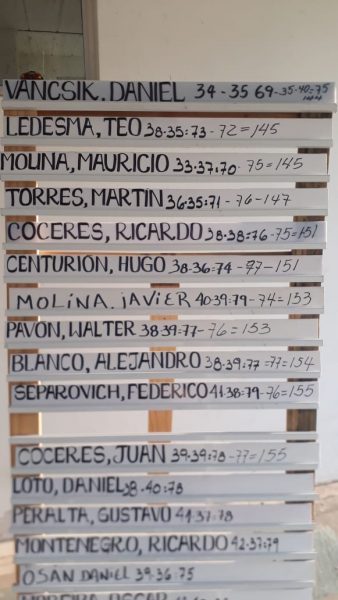 VANCSIK. DANIEL 34-35 69-35-40=75 144
LEDESMA, TEO 38-35:73-72=145
MOLINA, MAURICIO 33-37:70-75=145
TORRES, MARTIN 36-35:71-76-147
COCERES, RICARDO 38-38=76-75=151
CENTURION, HUGO 38-36=74-77-151
MOLINA. JAVIER 40-39=79-74=153
PAVON, WALTER 38-39:77-76=153
BLANCO, ALEJANDRO 38-39:77-77=154
SEPAROVICH, FEDERICO 41-38=79-76=155
COCERES, JUAN 39-39:78-77=155
LOTO, DANIEL 38-40:78
PERALTA, GUSTAVO 41-37:78
MONTENEGRO, RICARDO 42-37:79
OSAN DANIEL 39-36=75